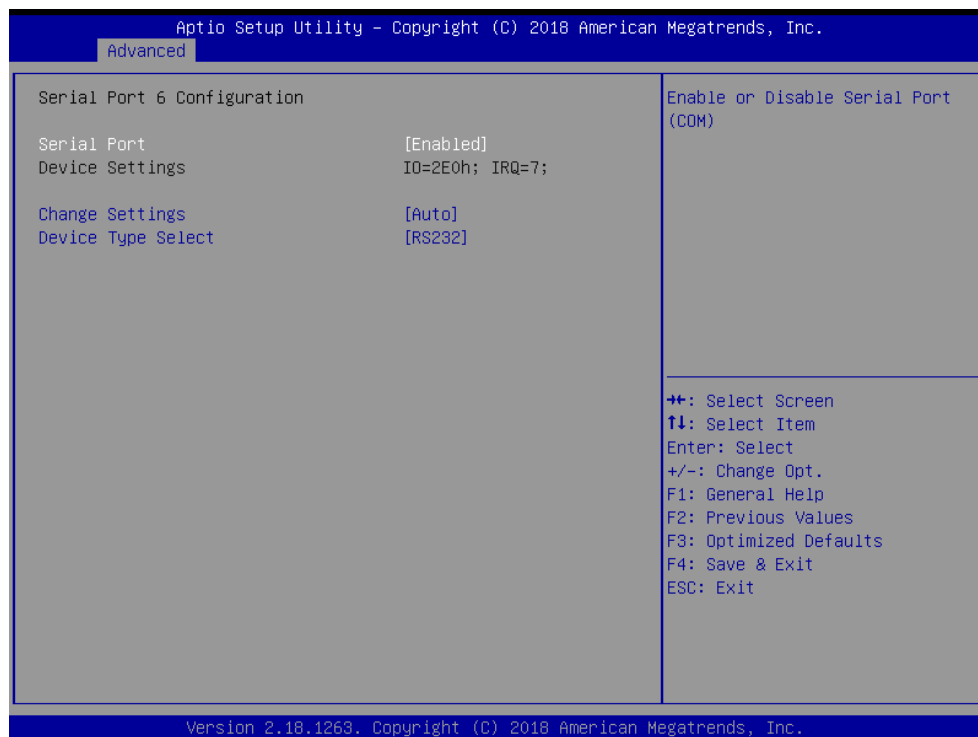 Aptio Setup Utility – Copyright (C) 2018 American Megatrends, Inc.
Advanced
Serial Port 6 Configuration
Serial Port [Enabled]
Device Settings IO=2E0h; IRQ=7;
Change Settings [Auto]
Device Type Select [RS232]
Enable or Disable Serial Port
(COM)
→←: Select Screen
↑↓: Select Item
Enter: Select
+/-: Change Opt.
F1: General Help
F2: Previous Values
F3: Optimized Defaults
F4: Save & Exit
ESC: Exit
Version 2.18.1263. Copyright (C) 2018 American Megatrends, Inc.